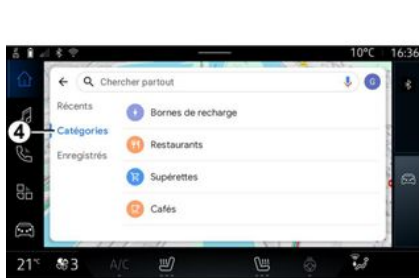 10°C 16:36
Chercher partout
G
Récents
Catégories
Enregistrés
Bornes de recharge
Restaurants
Supérettes
Cafés
4
21°C 3 A/C